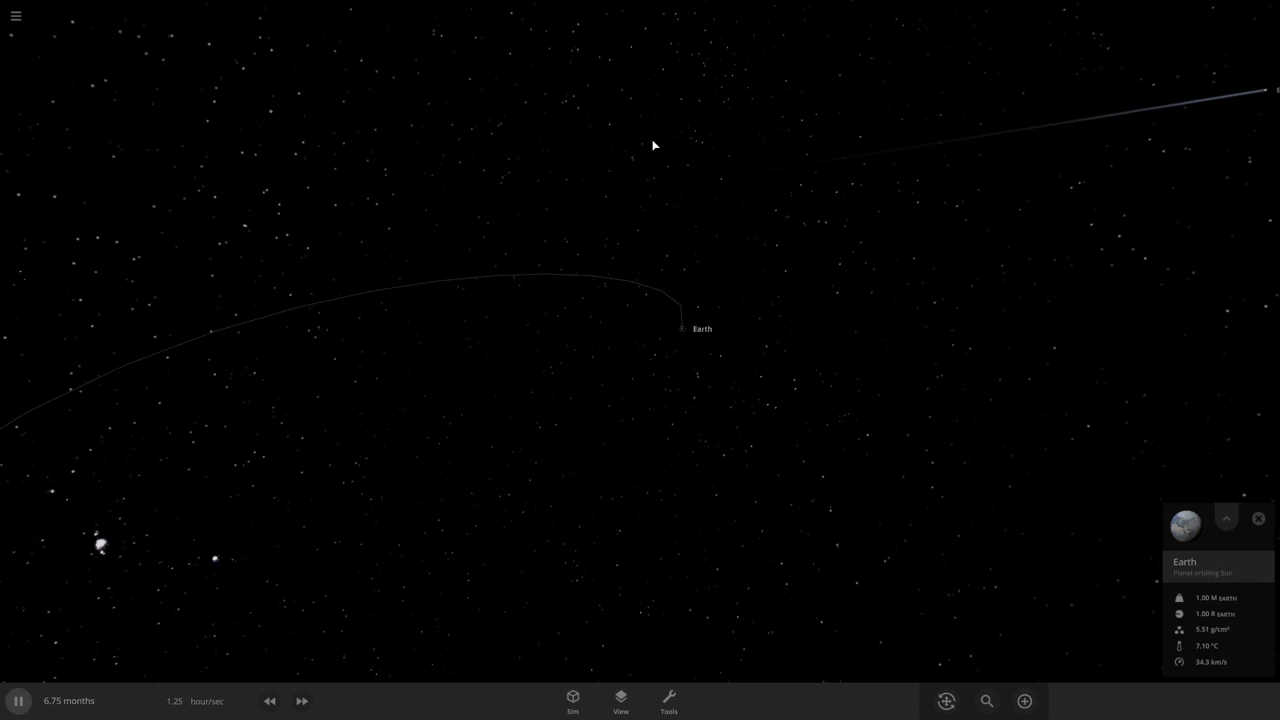 Earth
Earth
Planet orbiting Sun
1.00 M EARTH
1.00 R EARTH
5.51 g/cm³
7.10 °C
34.3 km/s
6.75 months
1.25 hour/sec
Sim
View
Tools